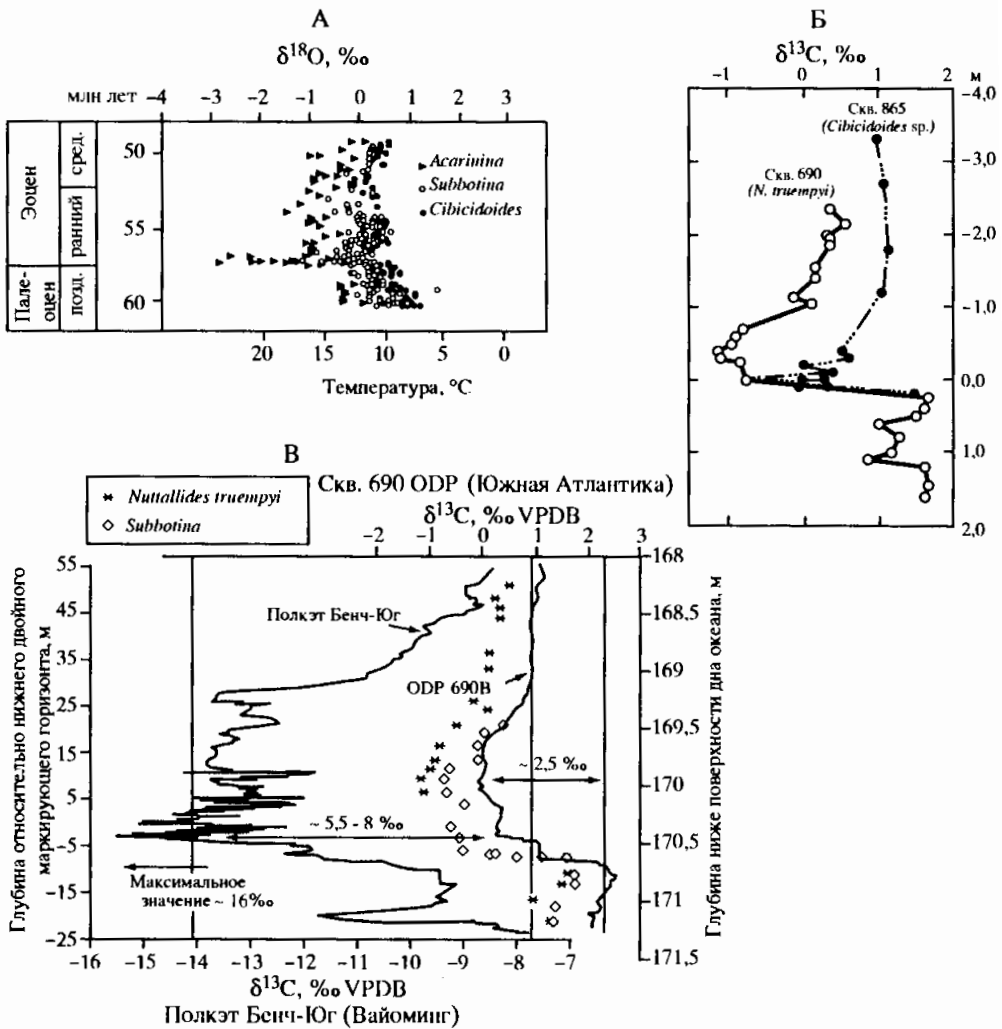 А
δ¹⁸O, ‰
млн лет -4 -3 -2 -1 0 1 2 3
Эоцен
Пале-
оцен
сред.
ранний
позд.
50
55
60
Acarinina
Subbotina
Cibicidoides
20 15 10 5 0
Температура, °C
Б
δ¹³C, ‰
-1 0 1 2
м
-4,0
-3,0
-2,0
-1,0
0,0
1,0
2,0
Скв. 865
(Cibicidoides sp.)
Скв. 690
(N. truempyi)
В
Nuttallides truempyi
Subbotina
Скв. 690 ODP (Южная Атлантика)
δ¹³C, ‰ VPDB
-2 -1 0 1 2 3
Глубина относительно нижнего двойного
маркирующего горизонта, м
55
45
35
25
15
5
-5
-15
-25
Полкэт Бенч-Юг
ODP 690B
~ 2,5 ‰
~ 5,5 - 8 ‰
Максимальное
значение ~ 16‰
-168
-168,5
-169
-169,5
-170
-170,5
-171
-171,5
Глубина ниже поверхности дна океана, м
-16 -15 -14 -13 -12 -11 -10 -9 -8 -7
δ¹³C, ‰ VPDB
Полкэт Бенч-Юг (Вайоминг)